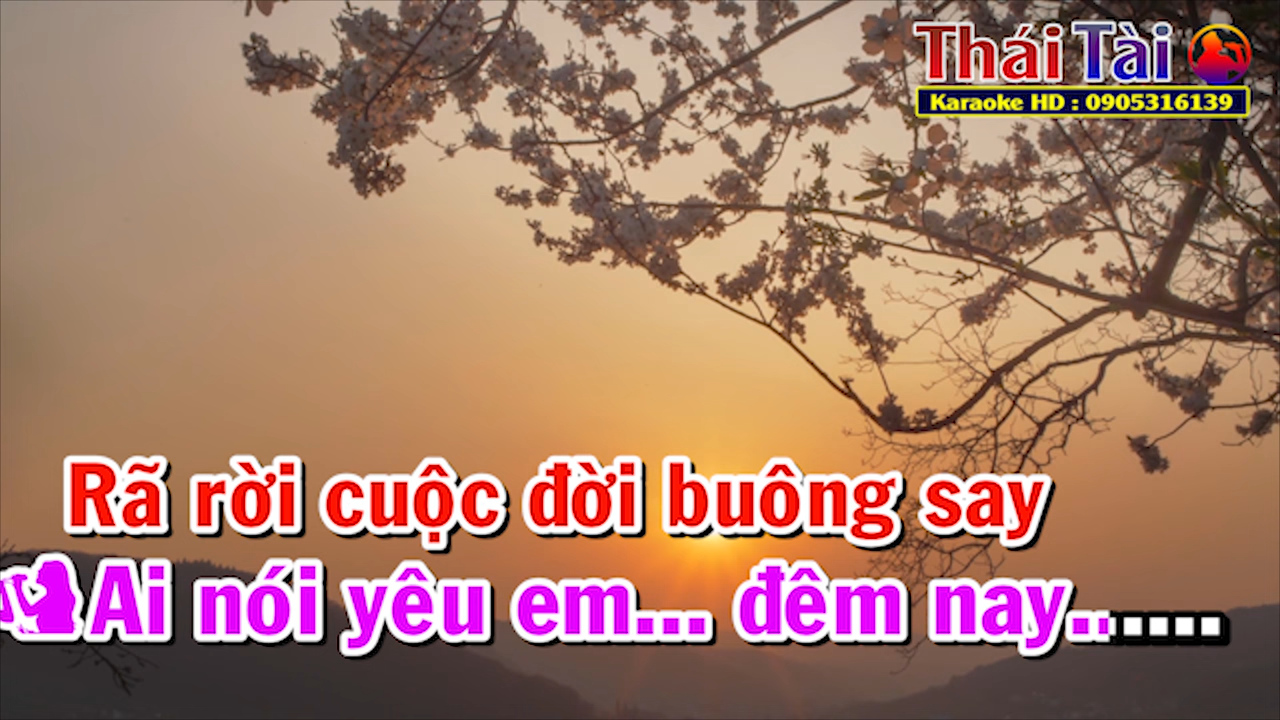 Thái Tài
Karaoke HD : 0905316139
Rã rời cuộc đời buông say
Ai nói yêu em... đêm nay.......